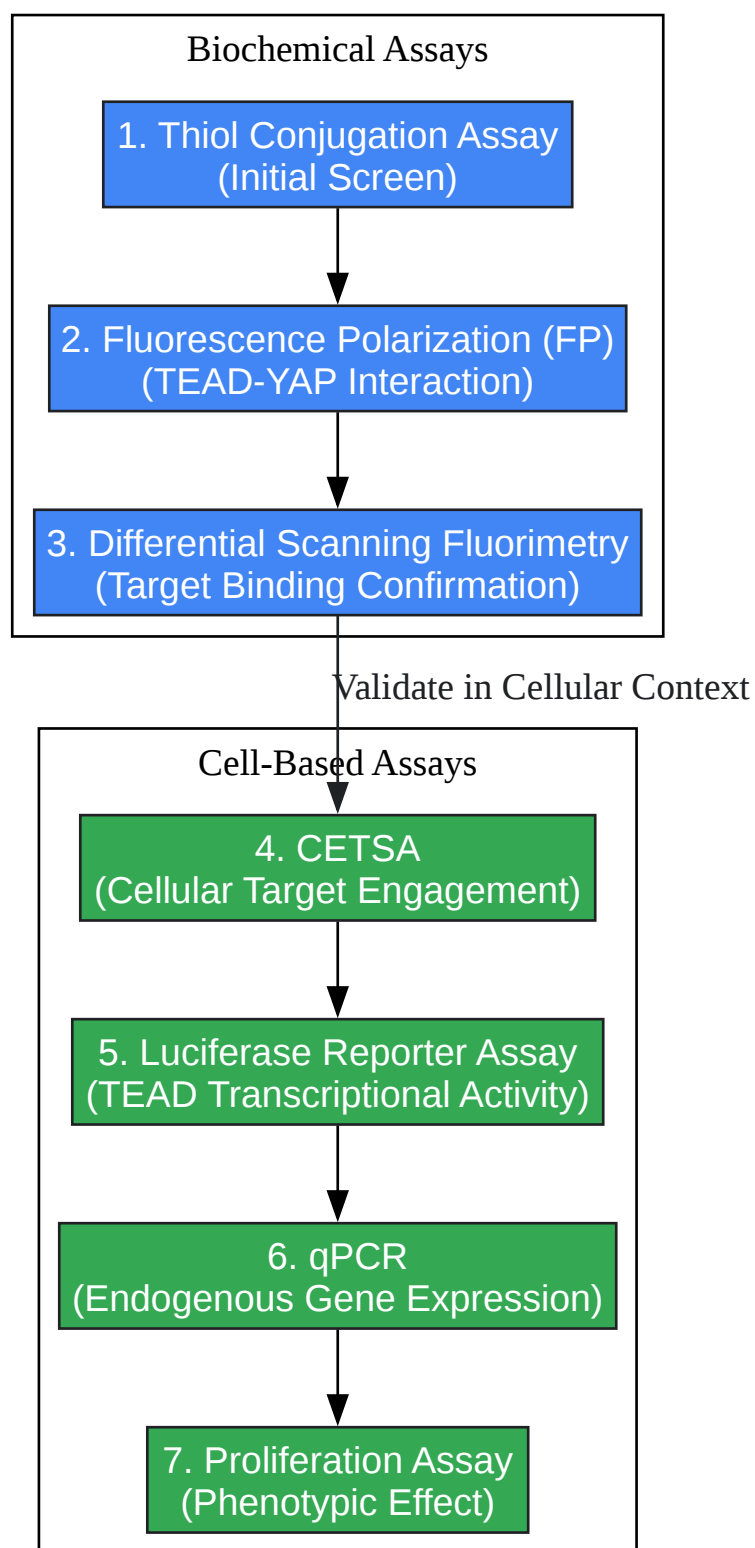 Biochemical Assays
1. Thiol Conjugation Assay
(Initial Screen)
2. Fluorescence Polarization (FP)
(TEAD-YAP Interaction)
3. Differential Scanning Fluorimetry
(Target Binding Confirmation)
Validate in Cellular Context
Cell-Based Assays
4. CETSA
(Cellular Target Engagement)
5. Luciferase Reporter Assay
(TEAD Transcriptional Activity)
6. qPCR
(Endogenous Gene Expression)
7. Proliferation Assay
(Phenotypic Effect)